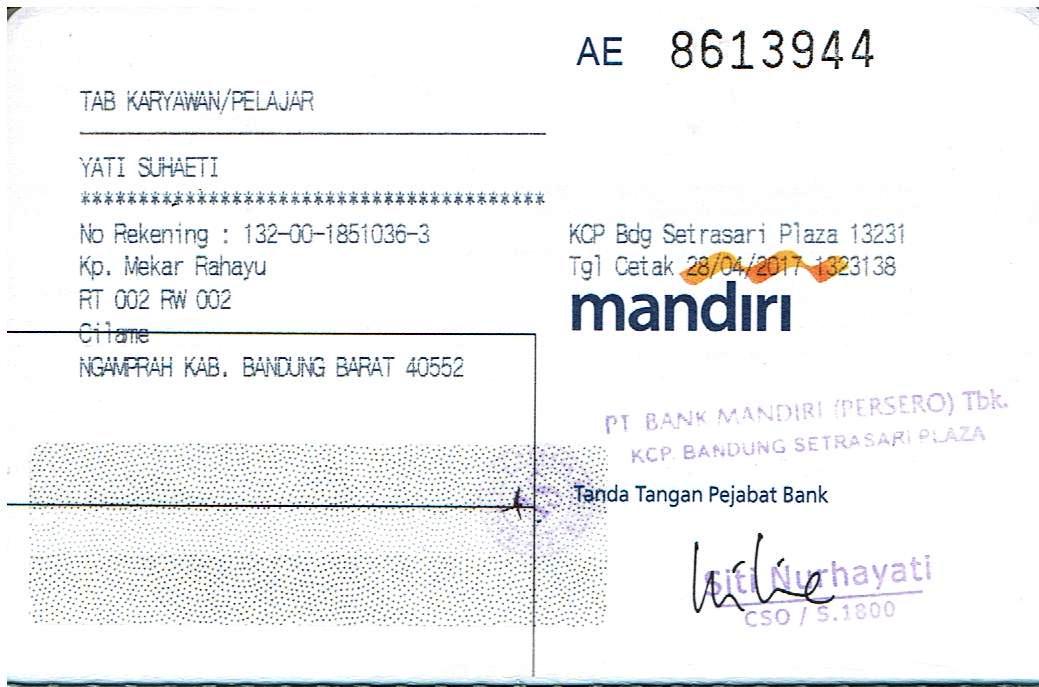 AE 8613944
TAB KARYAWAN/PELAJAR
YATI SUHAETI
****************************************
No Rekening : 132-00-1851036-3
Kp. Mekar Rahayu
RT 002 RW 002
Cilame
NGAMPRAH KAB. BANDUNG BARAT 40552
KCP Bdg Setrasari Plaza 13231
Tgl Cetak 28/04/2017 1323138
mandiri
PT BANK MANDIRI (PERSERO) Tbk.
KCP. BANDUNG SETRASARI PLAZA
Tanda Tangan Pejabat Bank
Siti Nurhayati
CSO / S.1800